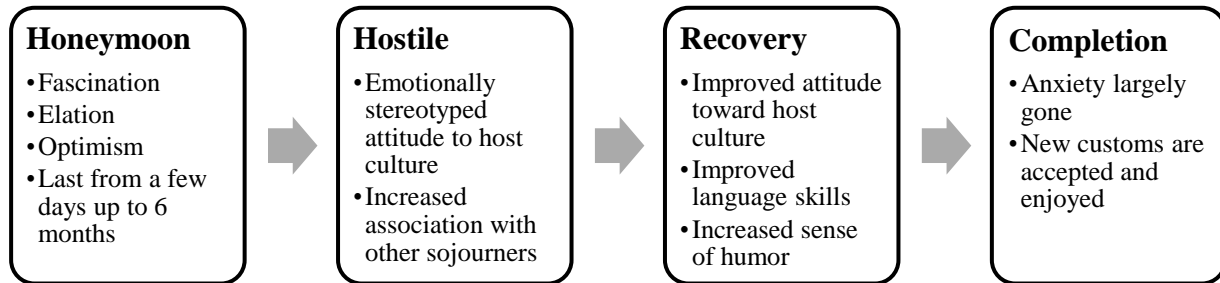 Honeymoon
•Fascination
•Elation
•Optimism
•Last from a few
days up to 6
months
Hostile
•Emotionally
stereotyped
attitude to host
culture
•Increased
association with
other sojourners
Recovery
•Improved attitude
toward host
culture
•Improved
language skills
•Increased sense
of humor
Completion
•Anxiety largely
gone
•New customs are
accepted and
enjoyed